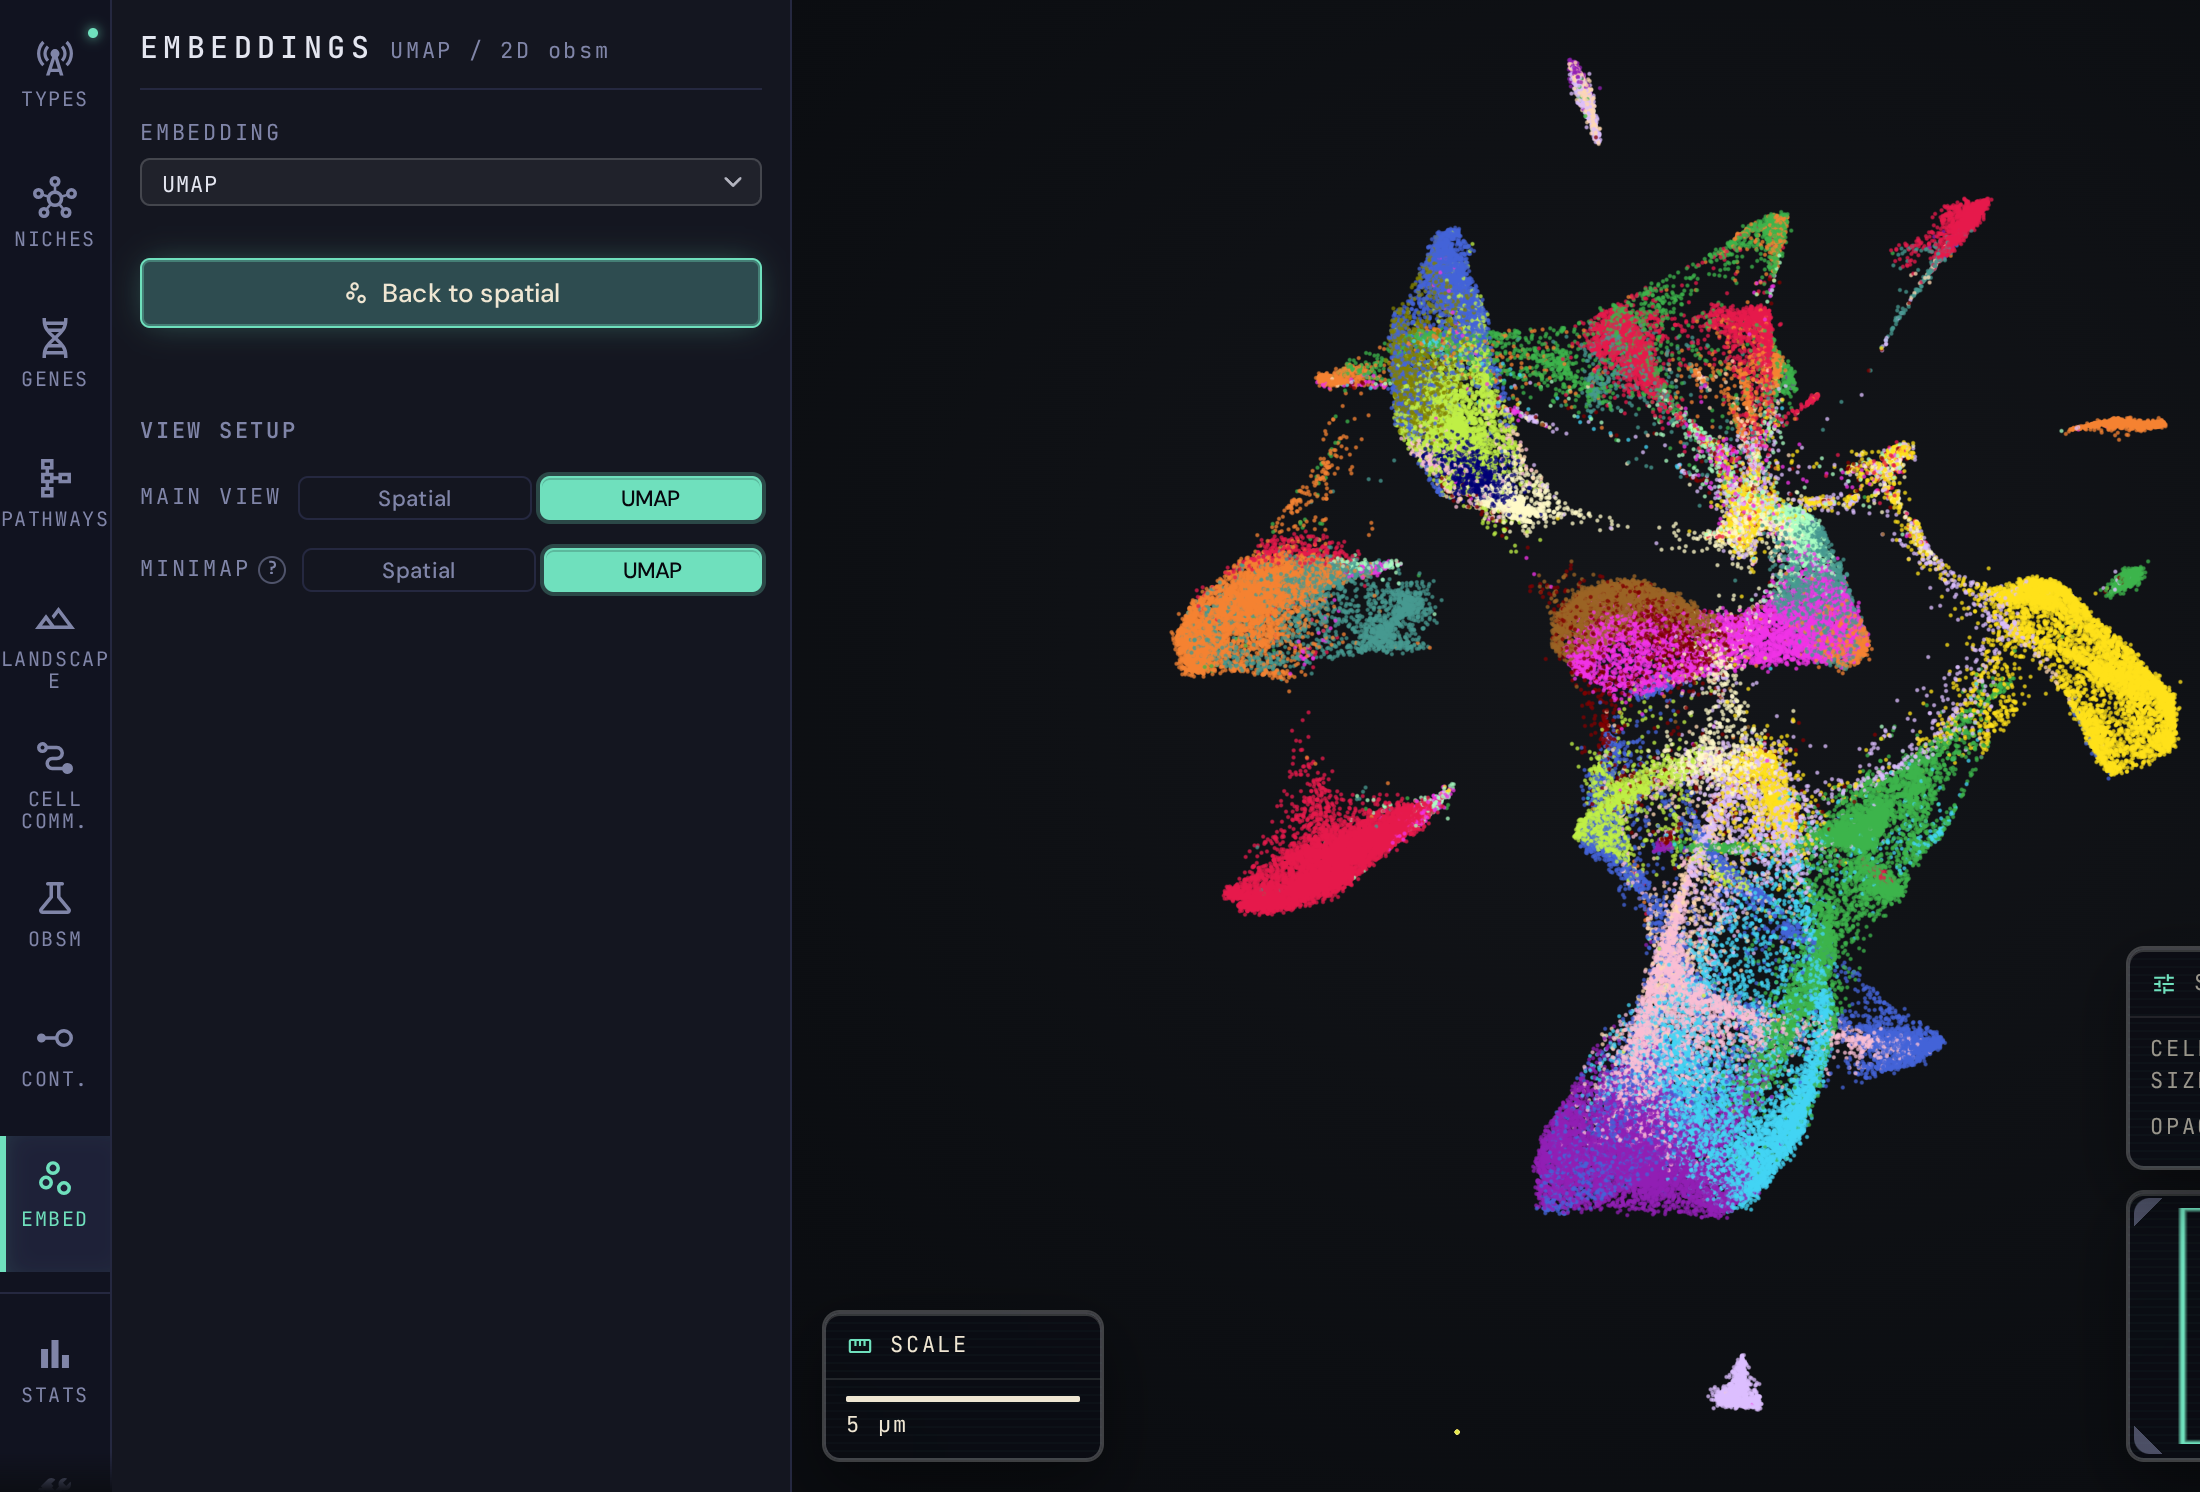 TYPES
NICHES
GENES
PATHWAYS
LANDSCAP
E
CELL
COMM.
OBSM
CONT.
EMBED
STATS
EMBEDDINGS UMAP / 2D obsm
EMBEDDING
UMAP
Back to spatial
VIEW SETUP
MAIN VIEW Spatial UMAP
MINIMAP ? Spatial UMAP
SCALE
5 µm